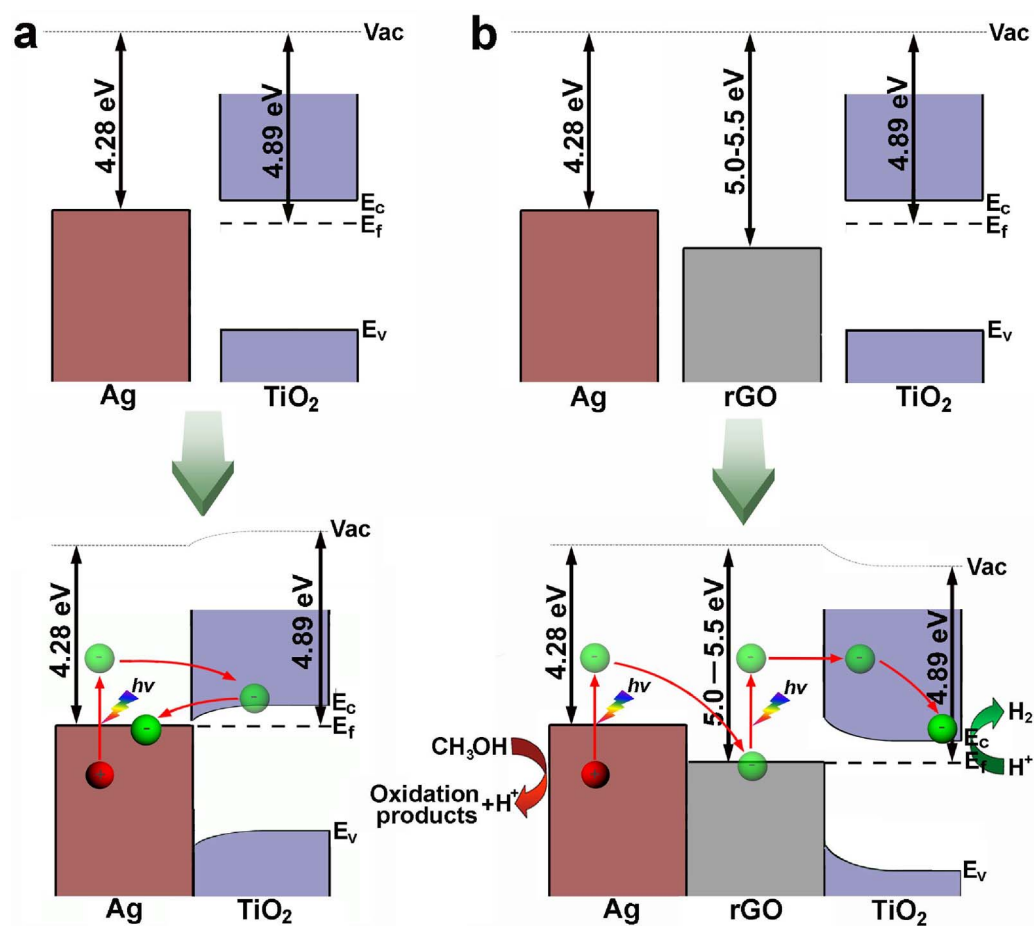 a
Vac
4.28 eV
4.89 eV
Ec
Ef
Ev
Ag
TiO2
b
Vac
4.28 eV
5.0-5.5 eV
4.89 eV
Ec
Ef
Ev
Ag
rGO
TiO2
Vac
4.28 eV
4.89 eV
hv
Ec
Ef
Ev
- - - +
Ag
TiO2
Vac
4.28 eV
5.0—5.5 eV
4.89 eV
hv
hv
Ec
Ef
Ev
H2
H+
CH3OH
Oxidation +H+
products
- - - - - +
Ag
rGO
TiO2